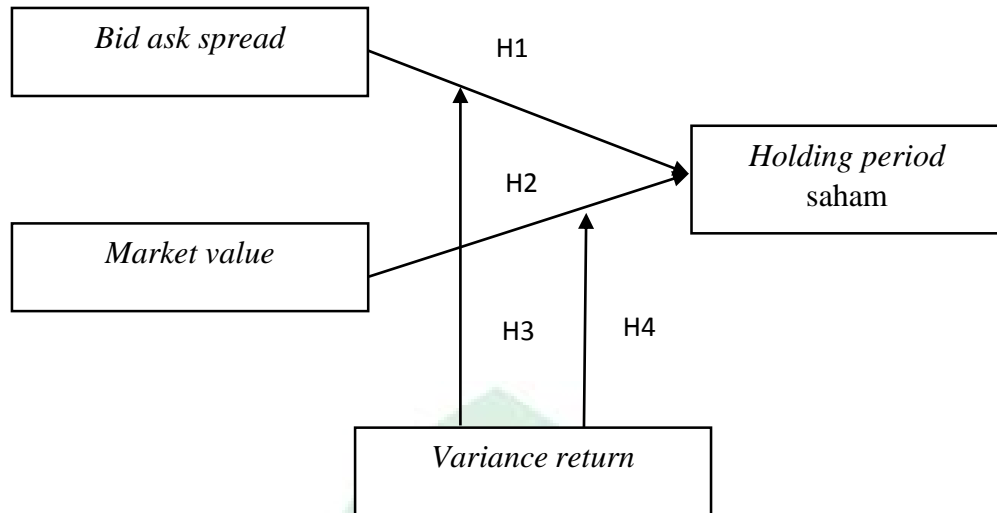 Bid ask spread
H1
Holding period
saham
H2
Market value
H3
H4
Variance return